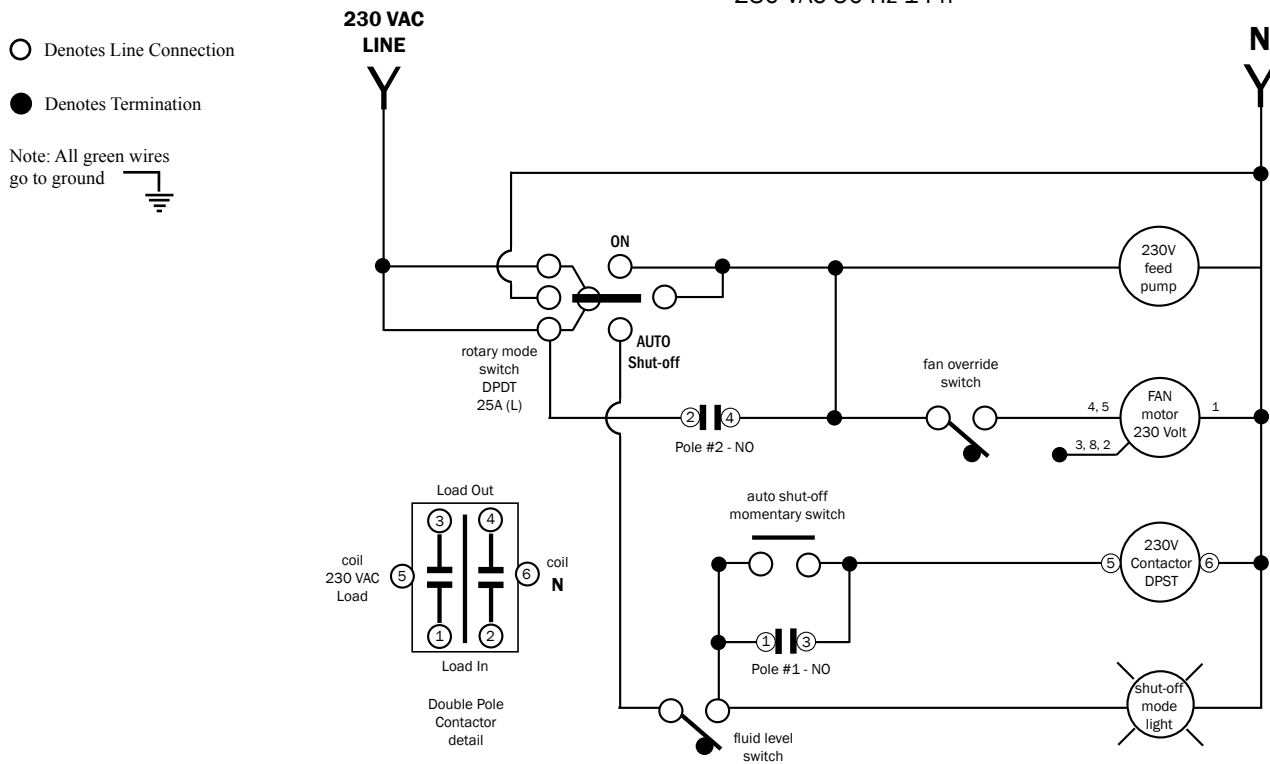 230 VAC
LINE
N
Denotes Line Connection
Denotes Termination
Note: All green wires
go to ground
ON
AUTO
Shut-off
rotary mode
switch
DPDT
25A (L)
230V
feed
pump
fan override
switch
2
4
Pole #2 - NO
4, 5
FAN
motor
230 Volt
1
3, 8, 2
Load Out
3
4
coil
230 VAC
Load
5
6
coil
N
1
2
Load In
Double Pole
Contactor
detail
auto shut-off
momentary switch
5
230V
Contactor
DPST
6
1
3
Pole #1 - NO
fluid level
switch
shut-off
mode
light